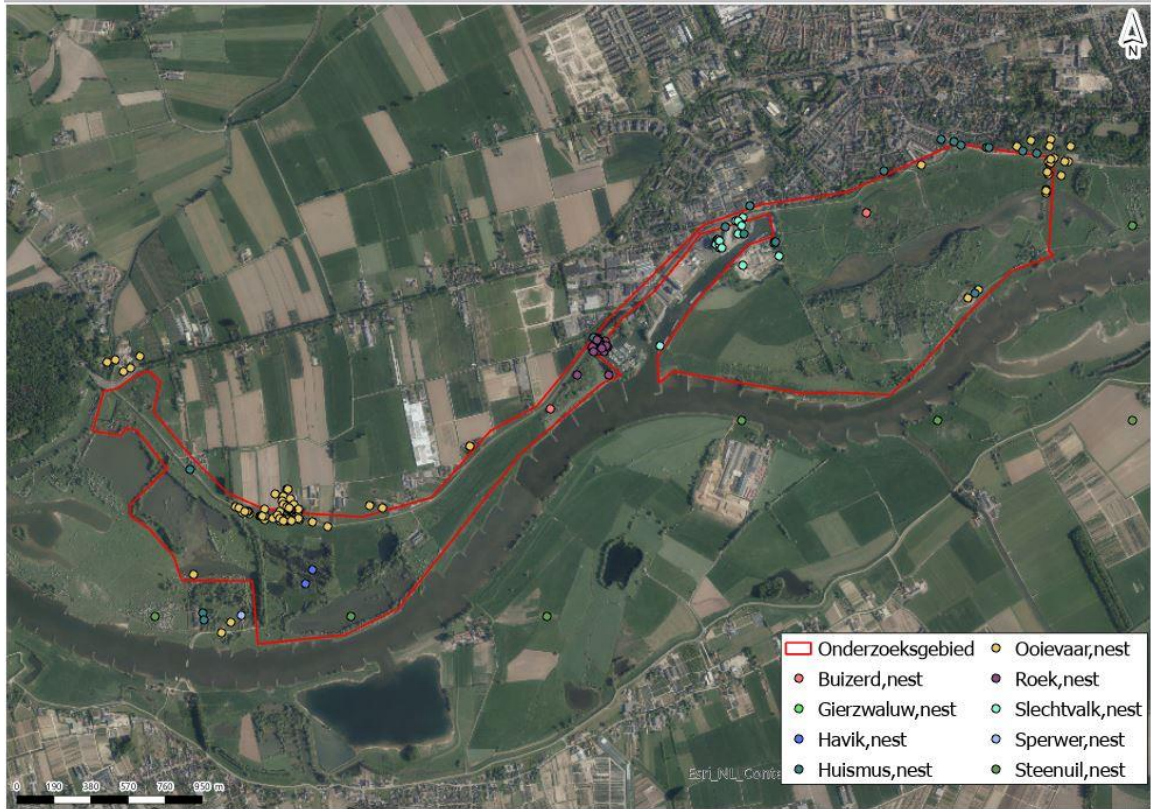 N
Onderzoeksgebied
Buizerd,nest
Gierzwaluw,nest
Havik,nest
Huismus,nest
Ooievaar,nest
Roek,nest
Slechtvalk,nest
Sperwer,nest
Steenuil,nest
Esri_NL_Conte
0 190 380 570 760 950 m